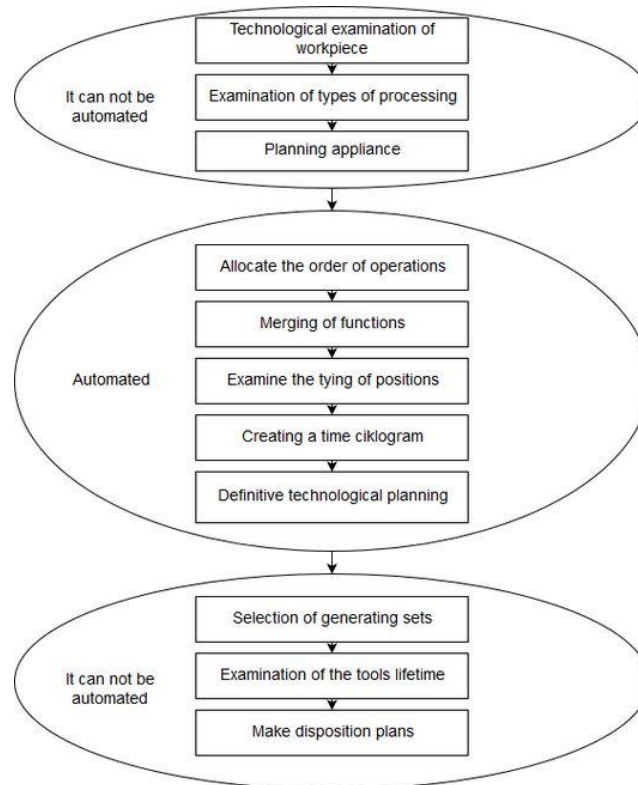 Technological examination of
workpiece
It can not be
automated
Examination of types of processing
Planning appliance
Allocate the order of operations
Merging of functions
Automated
Examine the tying of positions
Creating a time ciklogram
Definitive technological planning
Selection of generating sets
It can not be
automated
Examination of the tools lifetime
Make disposition plans